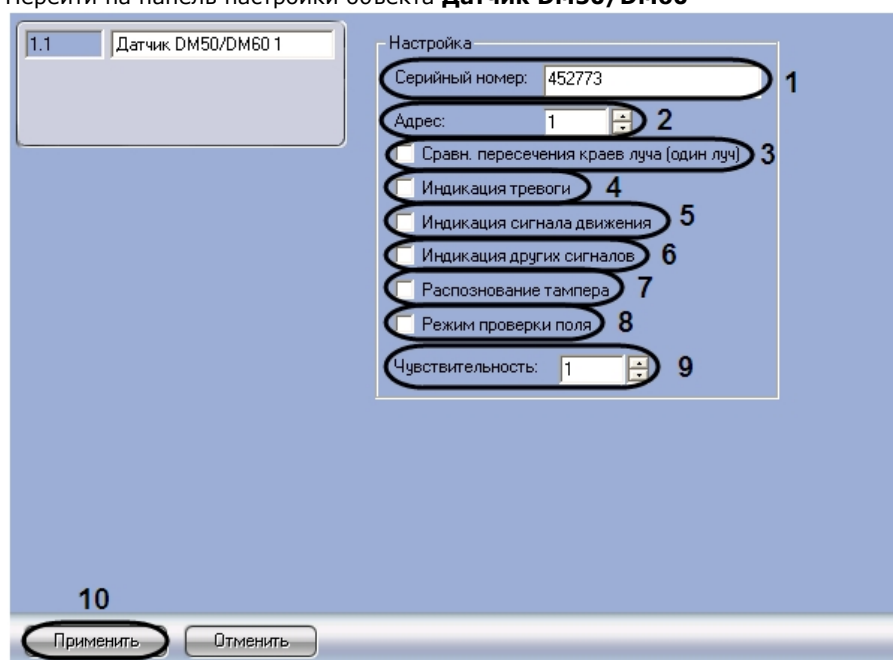 Перейти на панель настройки объекта Датчик DM50/DM60
1.1 Датчик DM50/DM60 1
Настройка
Серийный номер: 452773 1
Адрес: 1 2
Сравн. пересечения краев луча (один луч) 3
Индикация тревоги 4
Индикация сигнала движения 5
Индикация других сигналов 6
Распознование тампера 7
Режим проверки поля 8
Чувствительность: 1 9
10
Применить Отменить